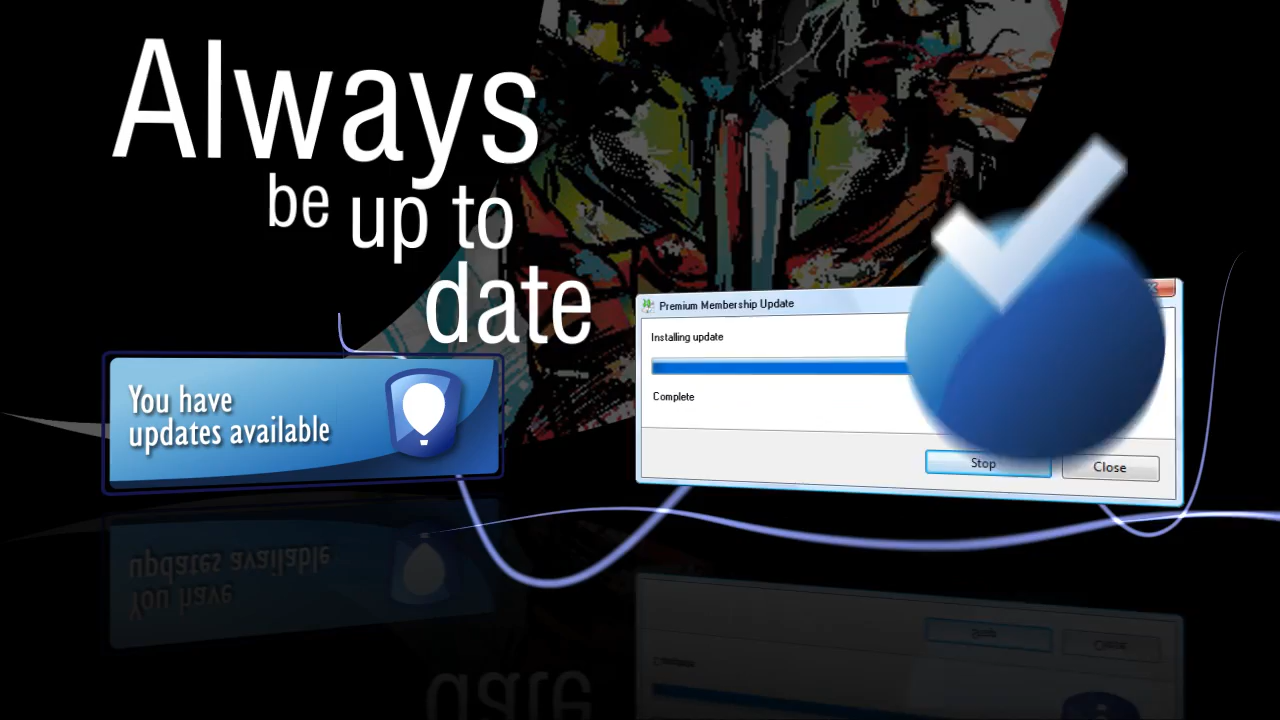 Always
be up to
date
You have
updates available
Premium Membership Update
Installing update
Complete
Stop
Close